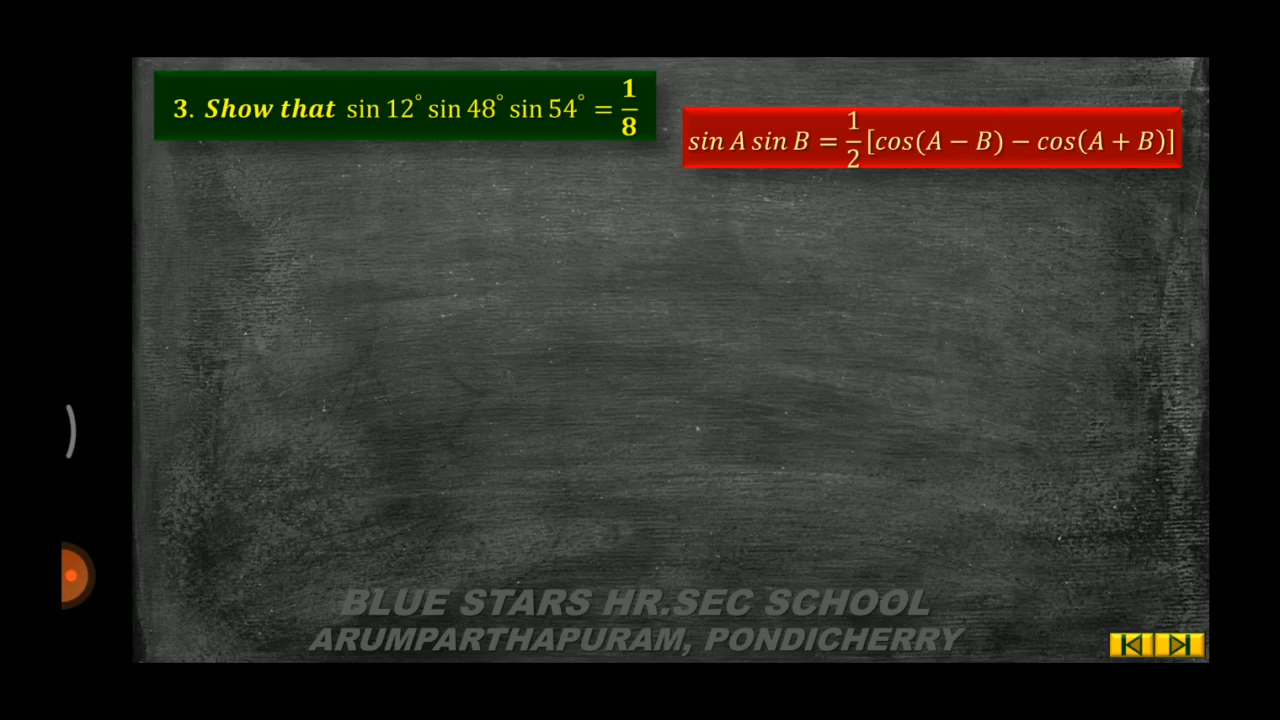 3. Show that sin 12° sin 48° sin 54° = 1/8
sin A sin B = 1/2 [cos(A − B) − cos(A + B)]
BLUE STARS HR.SEC SCHOOL
ARUMPARTHAPURAM, PONDICHERRY